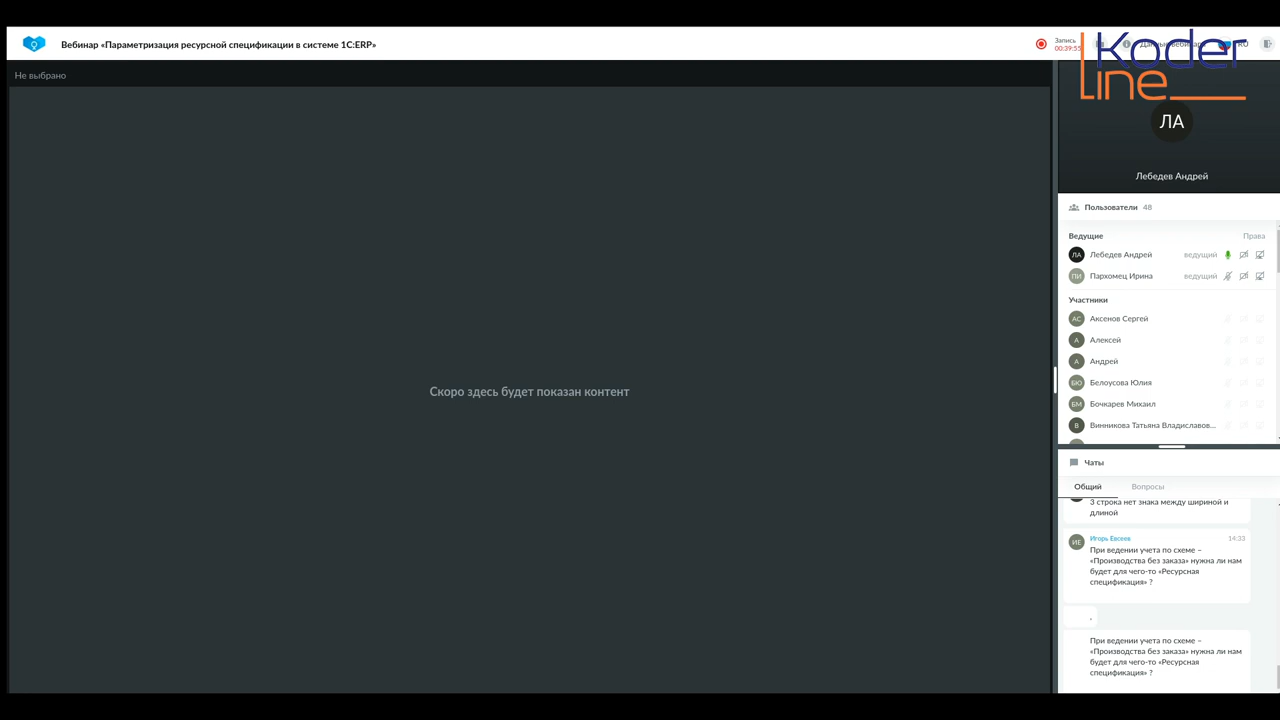 Вебинар «Параметризация ресурсной спецификации в системе 1С:ERP»
Запись
00:39:55
RU
Koder
line
Не выбрано
ЛА
Лебедев Андрей
Скоро здесь будет показан контент
Пользователи 48
Ведущие Права
ЛА Лебедев Андрей ведущий
ПИ Пархомец Ирина ведущий
Участники
АС Аксенов Сергей
А Алексей
А Андрей
БЮ Белоусова Юлия
БМ Бочкарев Михаил
В Винникова Татьяна Владиславов...
Чаты
Общий Вопросы
3 строка нет знака между шириной и
длиной
ИЕ Игорь Евсеев 14:33
При ведении учета по схеме –
«Производства без заказа» нужна ли нам
будет для чего-то «Ресурсная
спецификация» ?
.
При ведении учета по схеме –
«Производства без заказа» нужна ли нам
будет для чего-то «Ресурсная
спецификация» ?